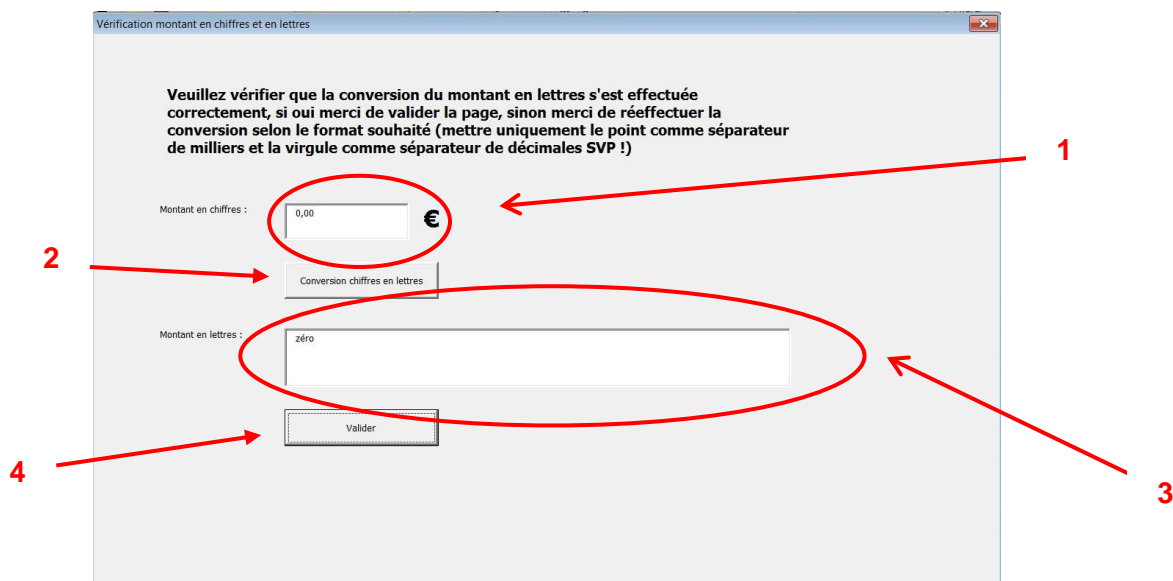 Vérification montant en chiffres et en lettres
Veuillez vérifier que la conversion du montant en lettres s'est effectuée
correctement, si oui merci de valider la page, sinon merci de réeffectuer la
conversion selon le format souhaité (mettre uniquement le point comme séparateur
de milliers et la virgule comme séparateur de décimales SVP !)
1
Montant en chiffres :
0,00
€
2
Conversion chiffres en lettres
Montant en lettres :
zéro
Valider
4
3